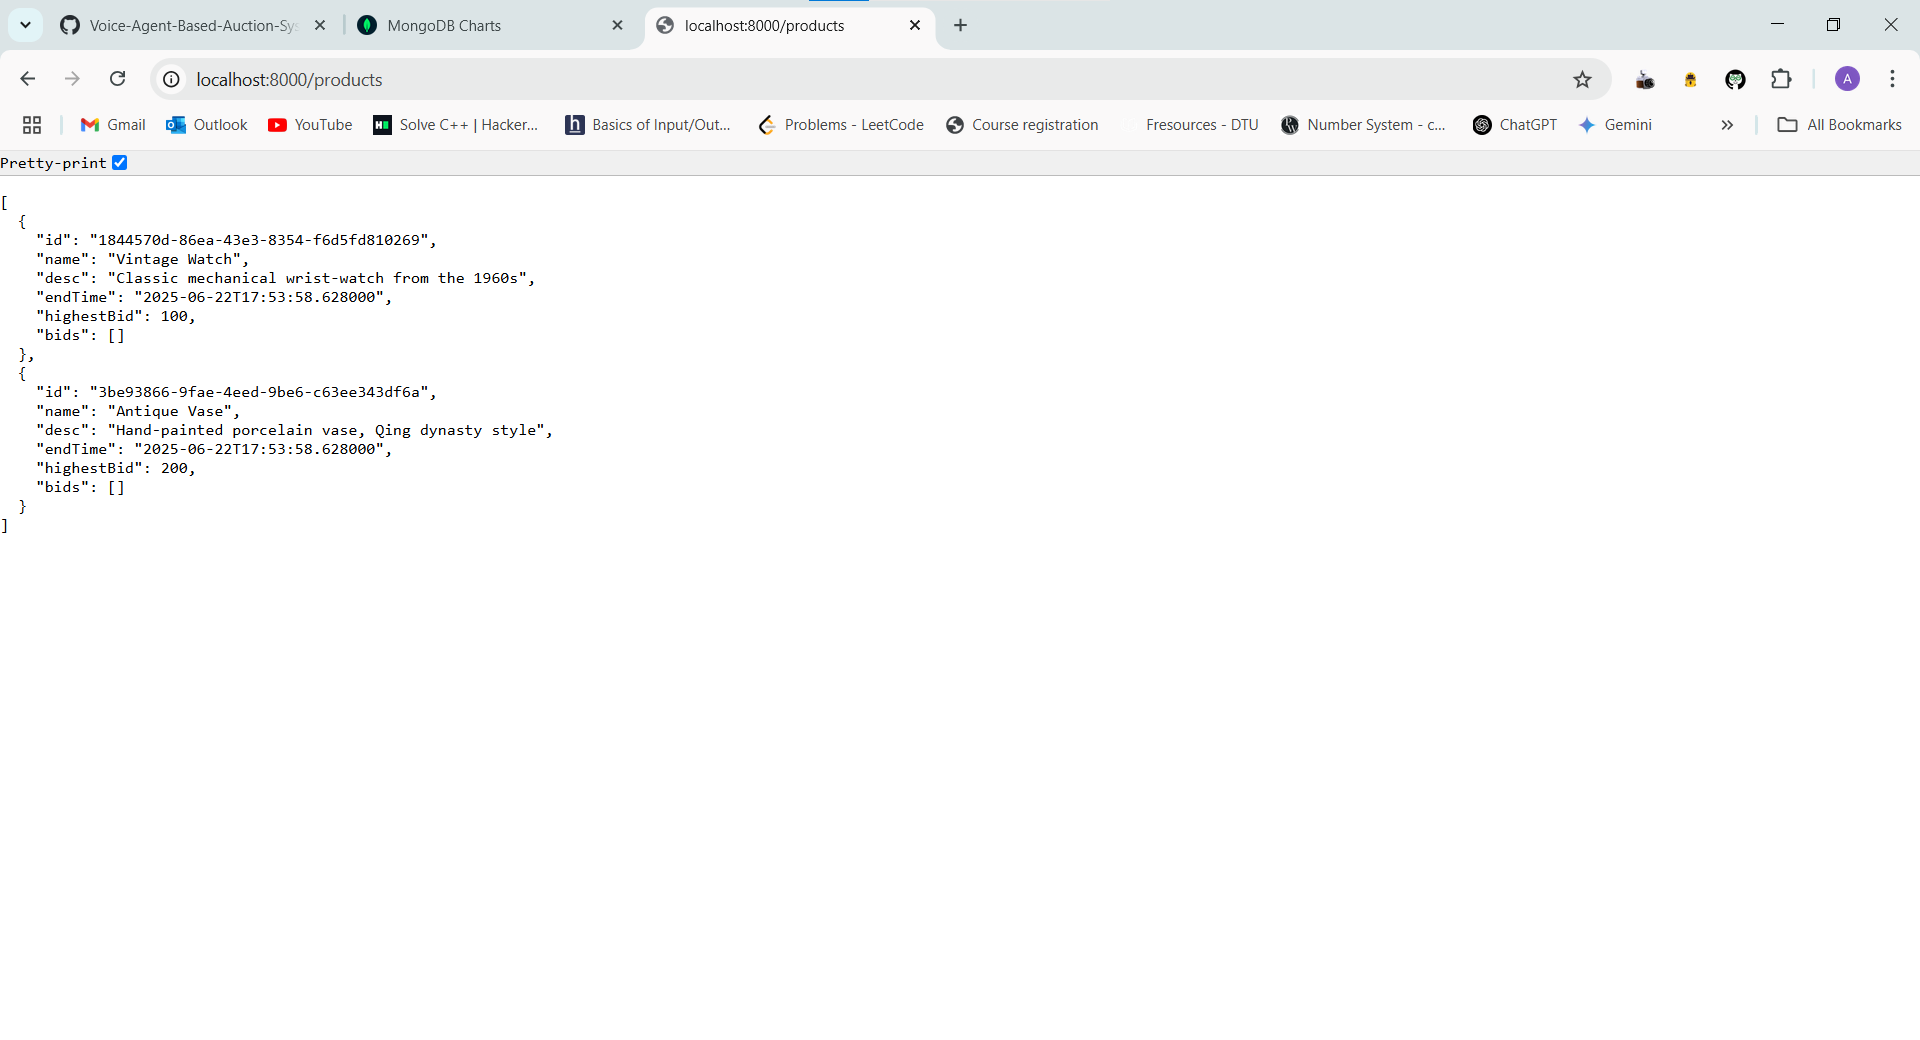 Voice-Agent-Based-Auction-Sys
MongoDB Charts
localhost:8000/products
localhost:8000/products
A
Gmail
Outlook
YouTube
Solve C++ | Hacker...
Basics of Input/Out...
Problems - LeetCode
Course registration
Fresources - DTU
Number System - c...
ChatGPT
Gemini
All Bookmarks
Pretty-print
[
  {
    "id": "1844570d-86ea-43e3-8354-f6d5fd810269",
    "name": "Vintage Watch",
    "desc": "Classic mechanical wrist-watch from the 1960s",
    "endTime": "2025-06-22T17:53:58.628000",
    "highestBid": 100,
    "bids": []
  },
  {
    "id": "3be93866-9fae-4eed-9be6-c63ee343df6a",
    "name": "Antique Vase",
    "desc": "Hand-painted porcelain vase, Qing dynasty style",
    "endTime": "2025-06-22T17:53:58.628000",
    "highestBid": 200,
    "bids": []
  }
]